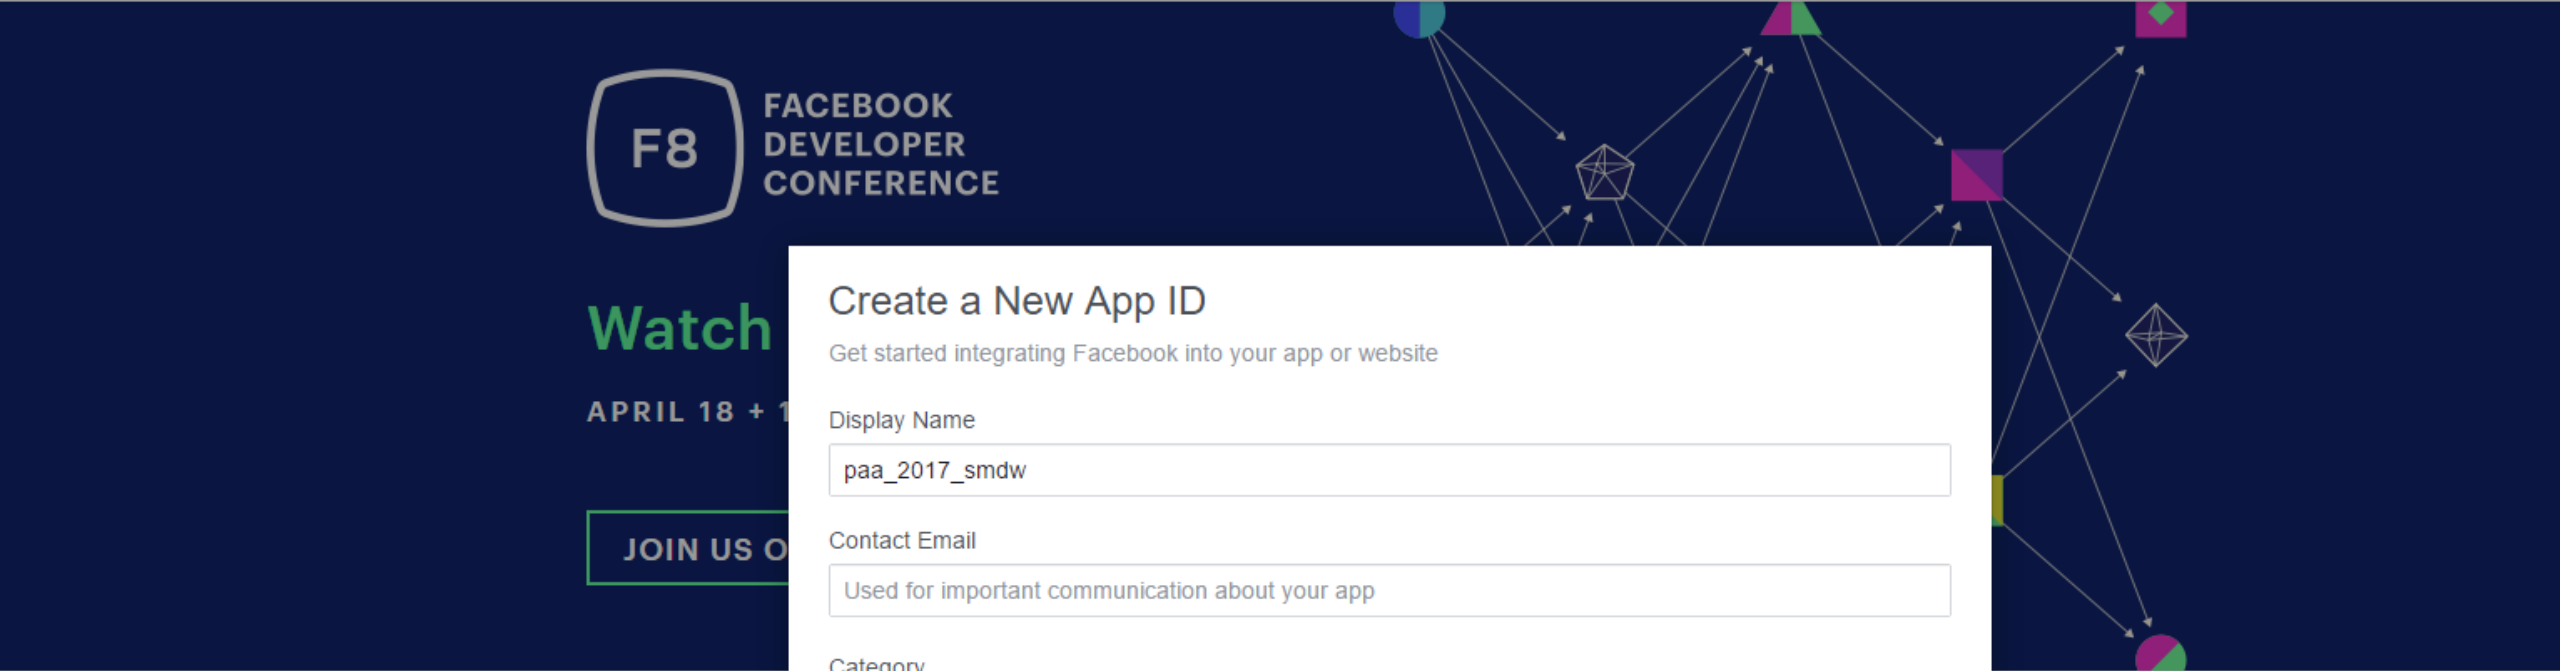 F8
FACEBOOK
DEVELOPER
CONFERENCE
Watch
APRIL 18 + 1
JOIN US O
Create a New App ID
Get started integrating Facebook into your app or website
Display Name
paa_2017_smdw
Contact Email
Used for important communication about your app
Category